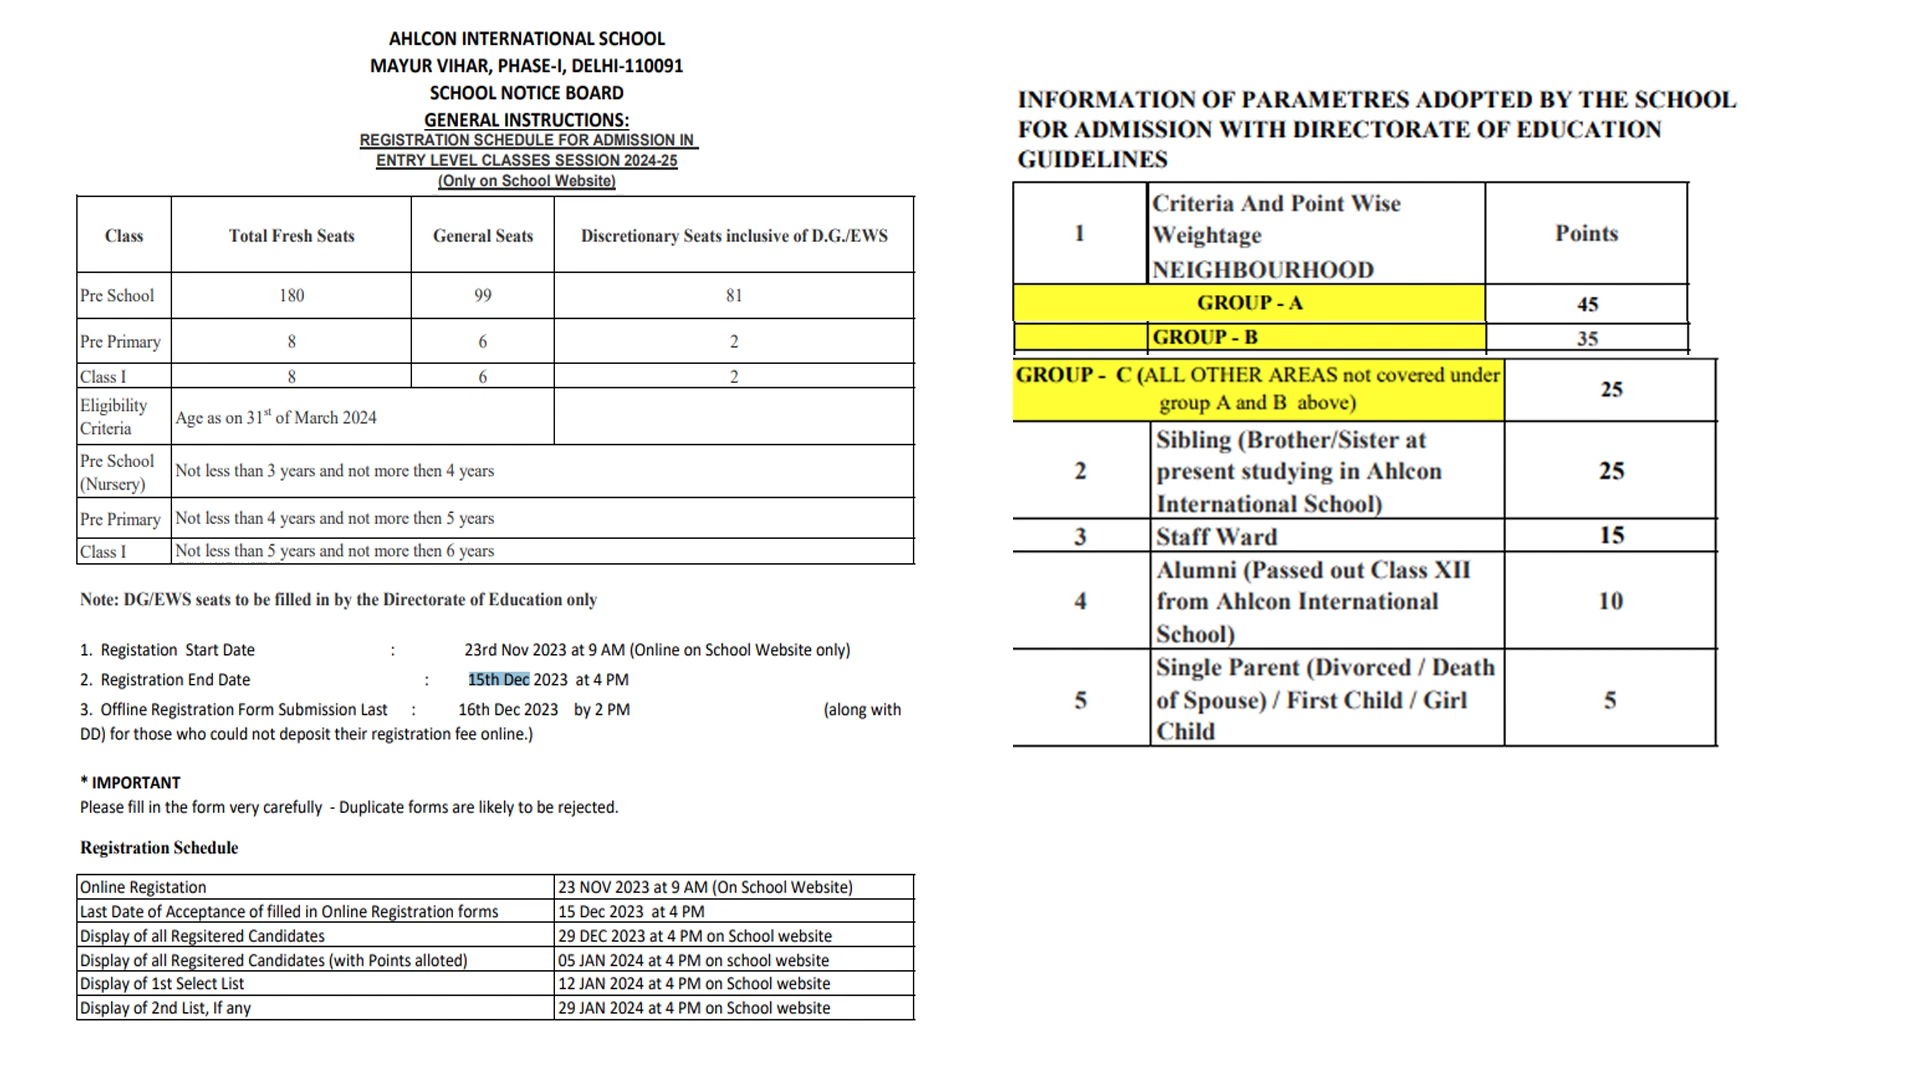 AHLCON INTERNATIONAL SCHOOL
MAYUR VIHAR, PHASE-I, DELHI-110091
SCHOOL NOTICE BOARD
GENERAL INSTRUCTIONS:
REGISTRATION SCHEDULE FOR ADMISSION IN
ENTRY LEVEL CLASSES SESSION 2024-25
(Only on School Website)
Class Total Fresh Seats General Seats Discretionary Seats inclusive of D.G./EWS
Pre School 180 99 81
Pre Primary 8 6 2
Class I 8 6 2
Eligibility
Criteria
Age as on 31st of March 2024
Pre School
(Nursery)
Not less than 3 years and not more then 4 years
Pre Primary Not less than 4 years and not more then 5 years
Class I Not less than 5 years and not more then 6 years
Note: DG/EWS seats to be filled in by the Directorate of Education only
1. Registation Start Date : 23rd Nov 2023 at 9 AM (Online on School Website only)
2. Registration End Date : 15th Dec 2023 at 4 PM
3. Offline Registration Form Submission Last : 16th Dec 2023 by 2 PM (along with
DD) for those who could not deposit their registration fee online.)
* IMPORTANT
Please fill in the form very carefully - Duplicate forms are likely to be rejected.
Registration Schedule
Online Registration 23 NOV 2023 at 9 AM (On School Website)
Last Date of Acceptance of filled in Online Registration forms 15 Dec 2023 at 4 PM
Display of all Regsitered Candidates 29 DEC 2023 at 4 PM on School website
Display of all Regsitered Candidates (with Points alloted) 05 JAN 2024 at 4 PM on school website
Display of 1st Select List 12 JAN 2024 at 4 PM on School website
Display of 2nd List, If any 29 JAN 2024 at 4 PM on School website
INFORMATION OF PARAMETRES ADOPTED BY THE SCHOOL
FOR ADMISSION WITH DIRECTORATE OF EDUCATION
GUIDELINES
1 Criteria And Point Wise
Weightage
NEIGHBOURHOOD
Points
GROUP - A 45
GROUP - B 35
GROUP - C (ALL OTHER AREAS not covered under
group A and B above)
25
2 Sibling (Brother/Sister at
present studying in Ahlcon
International School)
25
3 Staff Ward 15
4 Alumni (Passed out Class XII
from Ahlcon International
School)
10
5 Single Parent (Divorced / Death
of Spouse) / First Child / Girl
Child
5